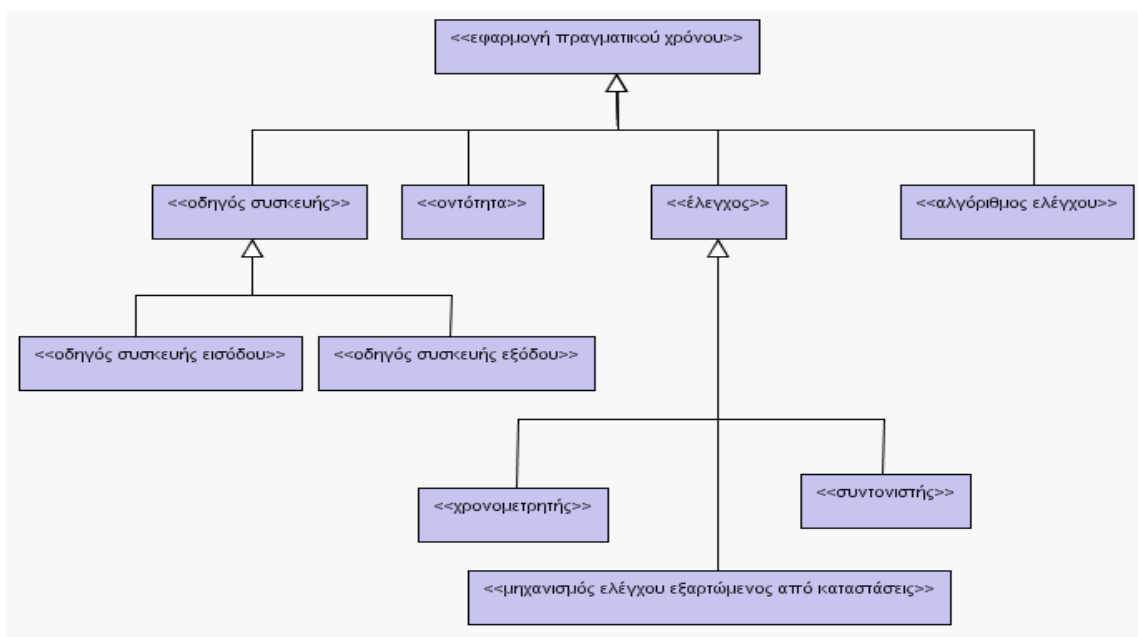 <<εφαρμογή πραγματικού χρόνου>>
<<οδηγός συσκευής>>
<<οντότητα>>
<<έλεγχος>>
<<αλγόριθμος ελέγχου>>
<<οδηγός συσκευής εισόδου>>
<<οδηγός συσκευής εξόδου>>
<<χρονομετρητής>>
<<συντονιστής>>
<<μηχανισμός ελέγχου εξαρτώμενος από καταστάσεις>>